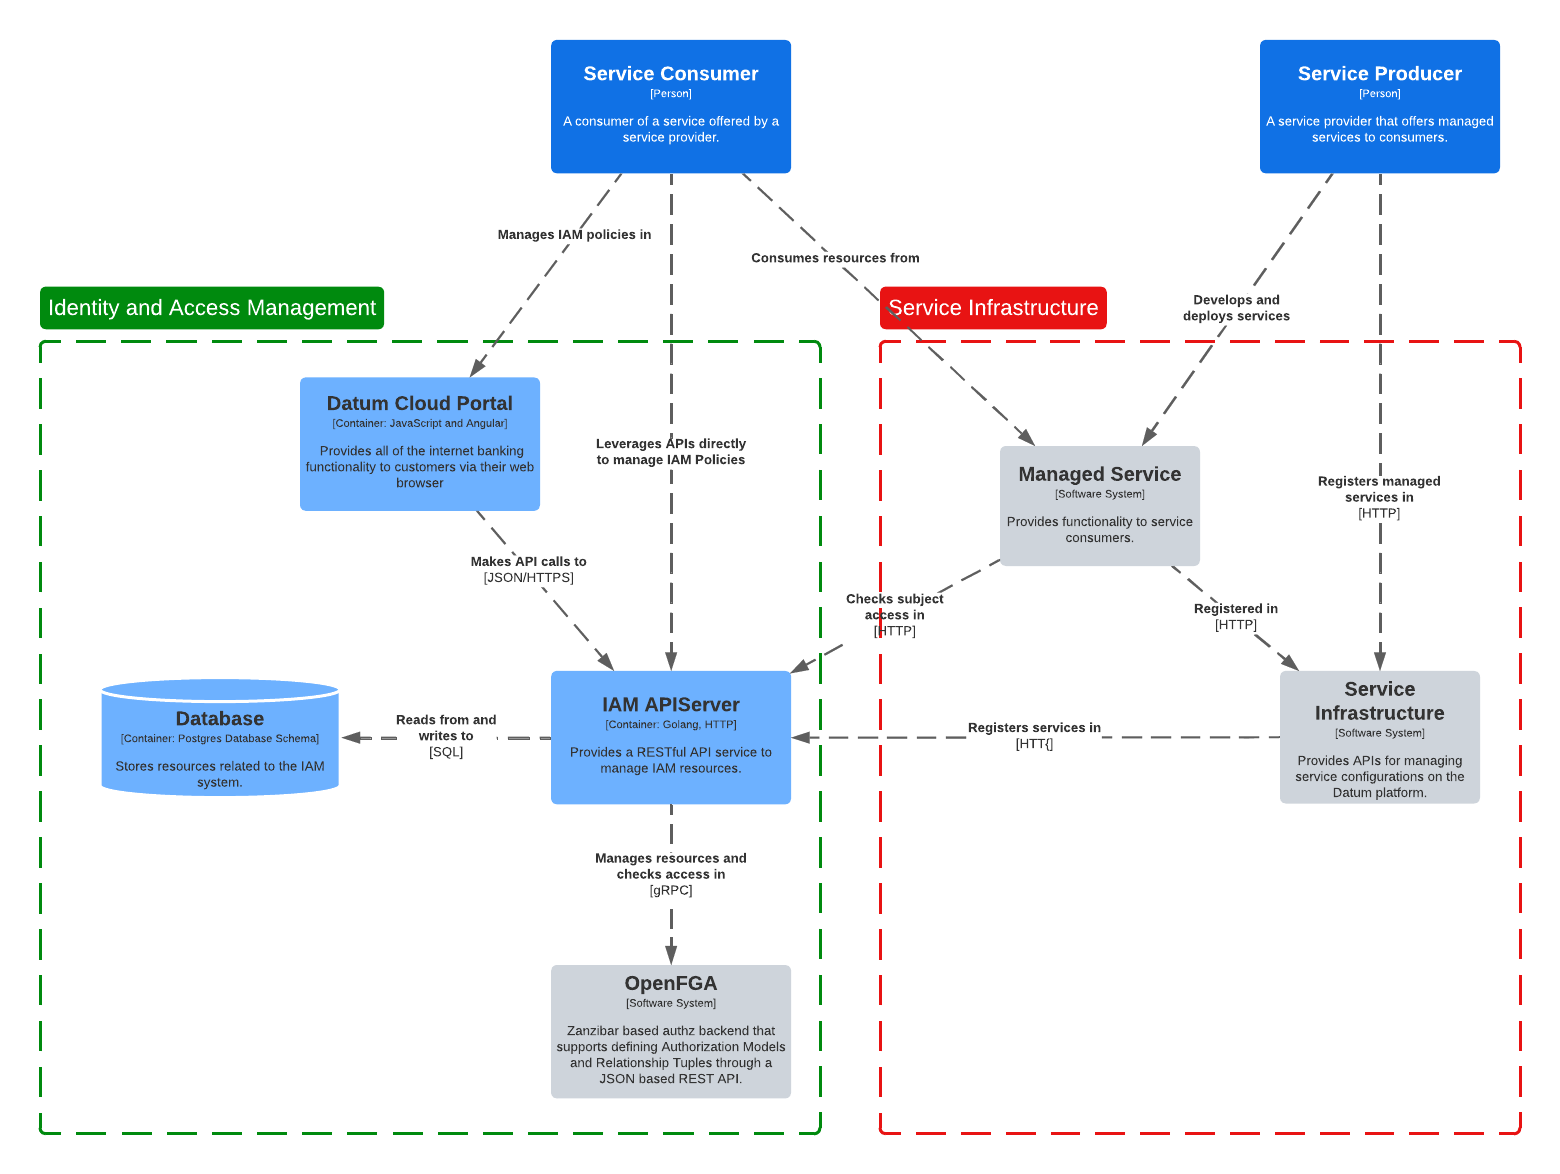 Service Consumer
[Person]
A consumer of a service offered by a
service provider.
Service Producer
[Person]
A service provider that offers managed
services to consumers.
Manages IAM policies in
Consumes resources from
Develops and
deploys services
Identity and Access Management
Service Infrastructure
Datum Cloud Portal
[Container: JavaScript and Angular]
Provides all of the internet banking
functionality to customers via their web
browser
Leverages APIs directly
to manage IAM Policies
Managed Service
[Software System]
Provides functionality to service
consumers.
Registers managed
services in
[HTTP]
Makes API calls to
[JSON/HTTPS]
Checks subject
access in
[HTTP]
Registered in
[HTTP]
Database
[Container: Postgres Database Schema]
Stores resources related to the IAM
system.
Reads from and
writes to
[SQL]
IAM APIServer
[Container: Golang, HTTP]
Provides a RESTful API service to
manage IAM resources.
Registers services in
[HTT{]
Service
Infrastructure
[Software System]
Provides APIs for managing
service configurations on the
Datum platform.
Manages resources and
checks access in
[gRPC]
OpenFGA
[Software System]
Zanzibar based authz backend that
supports defining Authorization Models
and Relationship Tuples through a
JSON based REST API.